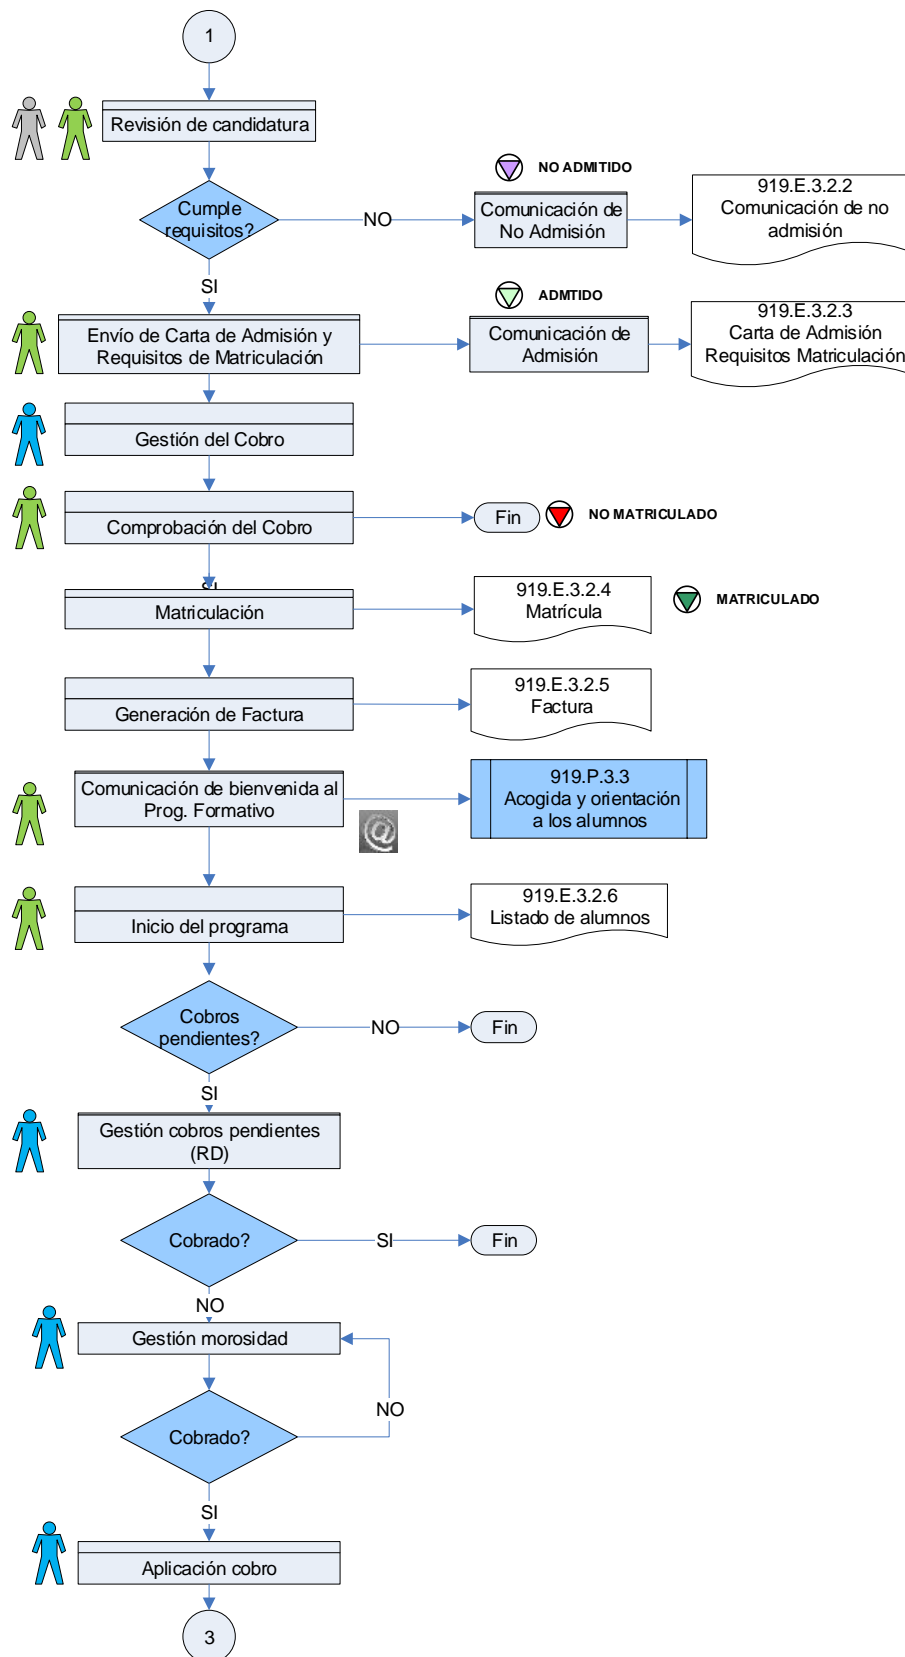 1
Revisión de candidatura
NO ADMITIDO
Cumple
requisitos?
NO
Comunicación de
No Admisión
919.E.3.2.2
Comunicación de no
admisión
SI
ADMTIDO
Envío de Carta de Admisión y
Requisitos de Matriculación
Comunicación de
Admisión
919.E.3.2.3
Carta de Admisión
Requisitos Matriculación
Gestión del Cobro
Comprobación del Cobro
Fin
NO MATRICULADO
SI
Matriculación
919.E.3.2.4
Matrícula
MATRICULADO
Generación de Factura
919.E.3.2.5
Factura
Comunicación de bienvenida al
Prog. Formativo
@
919.P.3.3
Acogida y orientación
a los alumnos
Inicio del programa
919.E.3.2.6
Listado de alumnos
Cobros
pendientes?
NO
Fin
SI
Gestión cobros pendientes
(RD)
Cobrado?
SI
Fin
NO
Gestión morosidad
NO
Cobrado?
SI
Aplicación cobro
3